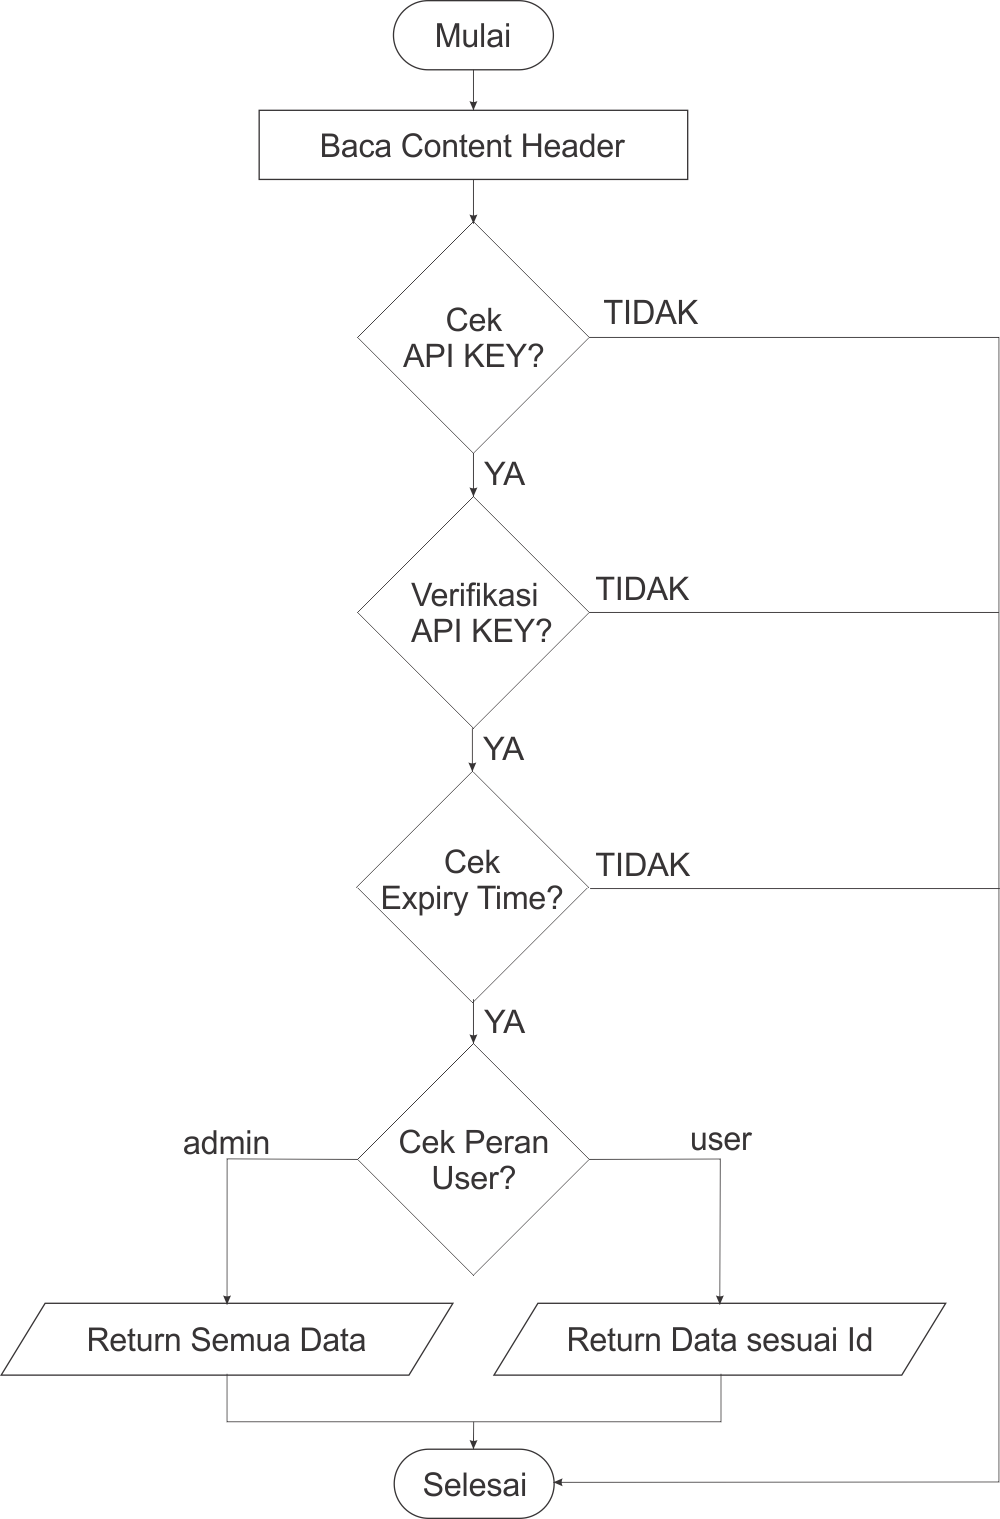 Mulai
Baca Content Header
Cek
API KEY?
TIDAK
YA
Verifikasi
API KEY?
TIDAK
YA
Cek
Expiry Time?
TIDAK
YA
Cek Peran
User?
admin
user
Return Semua Data
Return Data sesuai Id
Selesai